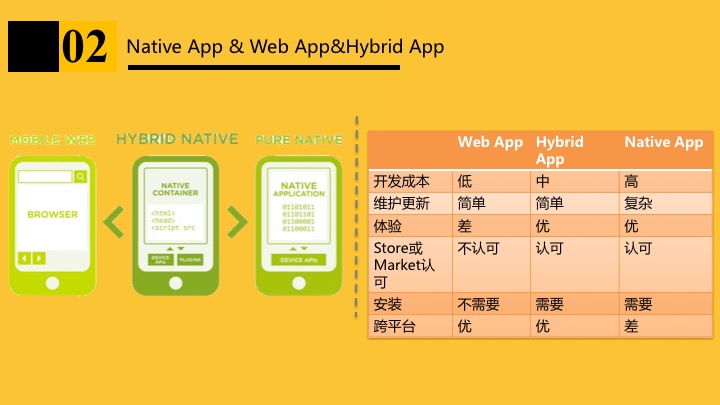 02
Native App & Web App&Hybrid App
MOBILE WEB
HYBRID NATIVE
PURE NATIVE
BROWSER
NATIVE
CONTAINER
<html>
<head>
<script src
DEVICE
APIs
PLUGINS
NATIVE
APPLICATION
01101011
01101101
01100001
01100011
DEVICE APIs
Web App
Hybrid
App
Native App
开发成本
低
中
高
维护更新
简单
简单
复杂
体验
差
优
优
Store或
Market认
可
不认可
认可
认可
安装
不需要
需要
需要
跨平台
优
优
差